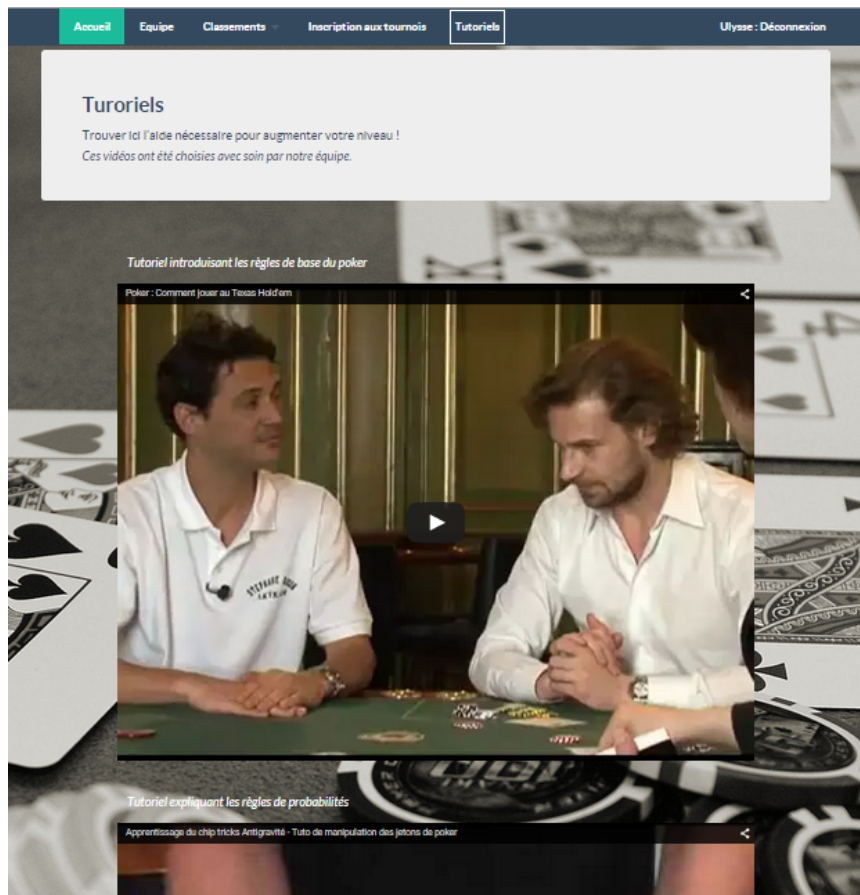 Accueil Equipe Classements Inscription aux tournois Tutoriels Ulysse : Déconnexion
Turoriels
Trouver ici l'aide nécessaire pour augmenter votre niveau !
Ces vidéos ont été choisies avec soin par notre équipe.
K
4
Tutoriel introduisant les règles de base du poker
Poker : Comment jouer au Texas Hold'em
Tutoriel expliquant les règles de probabilités
Apprentissage du chip tricks Antigravité - Tuto de manipulation des jetons de poker